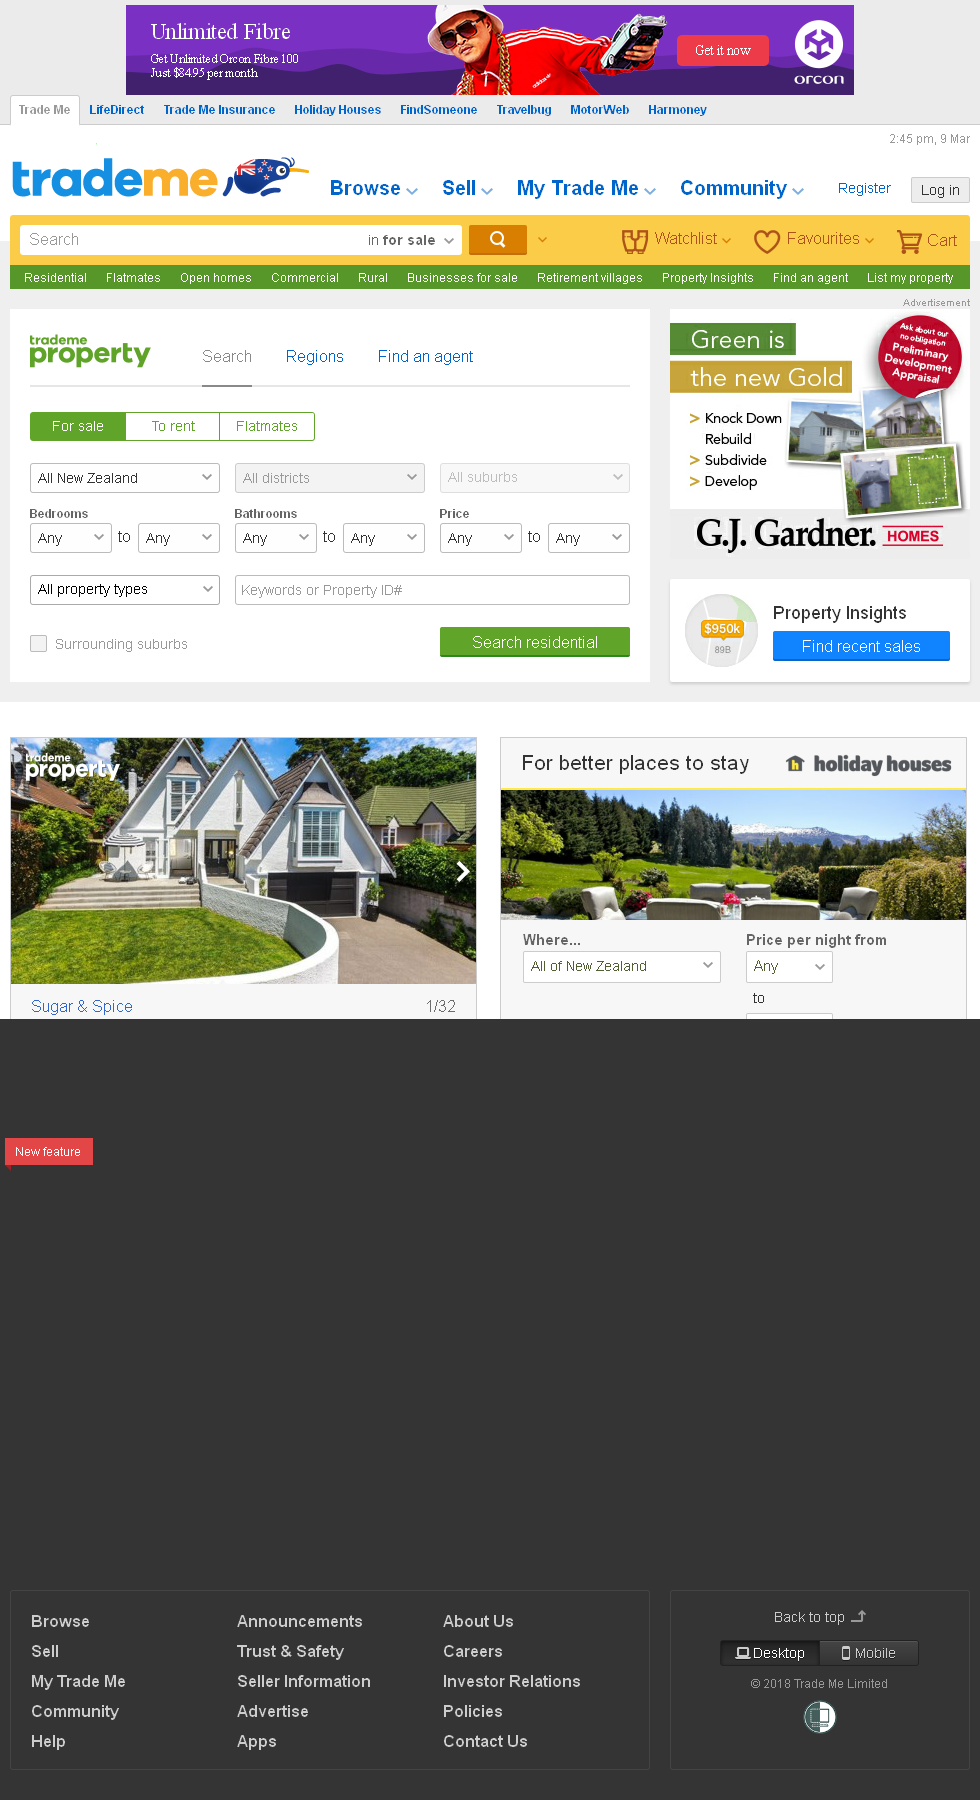 Unlimited Fibre
Get Unlimited Orcon Fibre 100
Just $84.95 per month
adidas
Get it now
orcon
Trade Me LifeDirect Trade Me Insurance Holiday Houses FindSomeone Travelbug MotorWeb Harmoney
2:45 pm, 9 Mar
trademe
Browse Sell My Trade Me Community Register Log in
Search in for sale Watchlist Favourites Cart
Residential Flatmates Open homes Commercial Rural Businesses for sale Retirement villages Property Insights Find an agent List my property
Advertisement
trademe
property
Search Regions Find an agent
For sale To rent Flatmates
All New Zealand All districts All suburbs
Bedrooms Bathrooms Price
Any to Any Any to Any Any to Any
All property types Keywords or Property ID#
Surrounding suburbs Search residential
Green is
the new Gold
Ask about our
no obligation
Preliminary
Development
Appraisal
> Knock Down
Rebuild
> Subdivide
> Develop
G.J. Gardner. HOMES
$950k
89B
Property Insights
Find recent sales
trademe
property
Sugar & Spice 1/32
For better places to stay
h holiday houses
Where... Price per night from
All of New Zealand Any
to
New feature
Browse Announcements About Us
Sell Trust & Safety Careers
My Trade Me Seller Information Investor Relations
Community Advertise Policies
Help Apps Contact Us
Back to top
Desktop Mobile
© 2018 Trade Me Limited